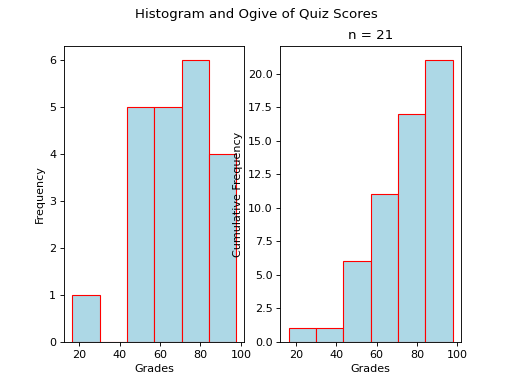 Histogram and Ogive of Quiz Scores
n = 21
6
5
4
3
2
1
0
Frequency
20 40 60 80 100
Grades
20.0
17.5
15.0
12.5
10.0
7.5
5.0
2.5
0.0
Cumulative Frequency
20 40 60 80 100
Grades